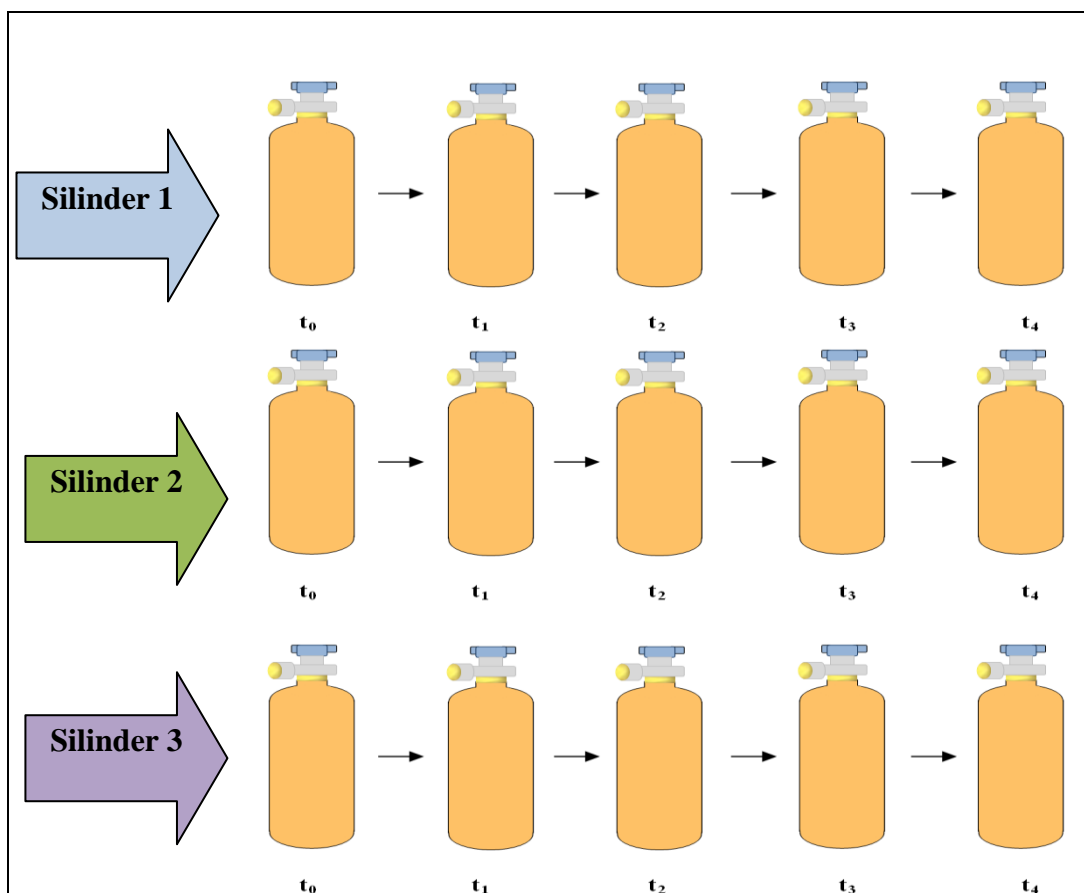 Silinder 1
t₀ t₁ t₂ t₃ t₄
Silinder 2
t₀ t₁ t₂ t₃ t₄
Silinder 3
t₀ t₁ t₂ t₃ t₄